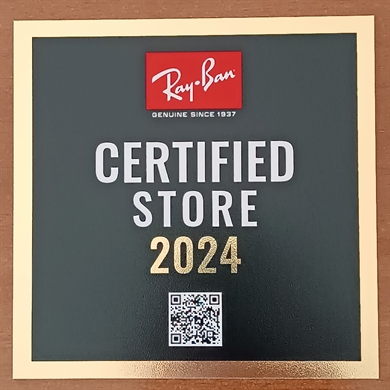 Ray-Ban
GENUINE SINCE 1937
CERTIFIED
STORE
2024